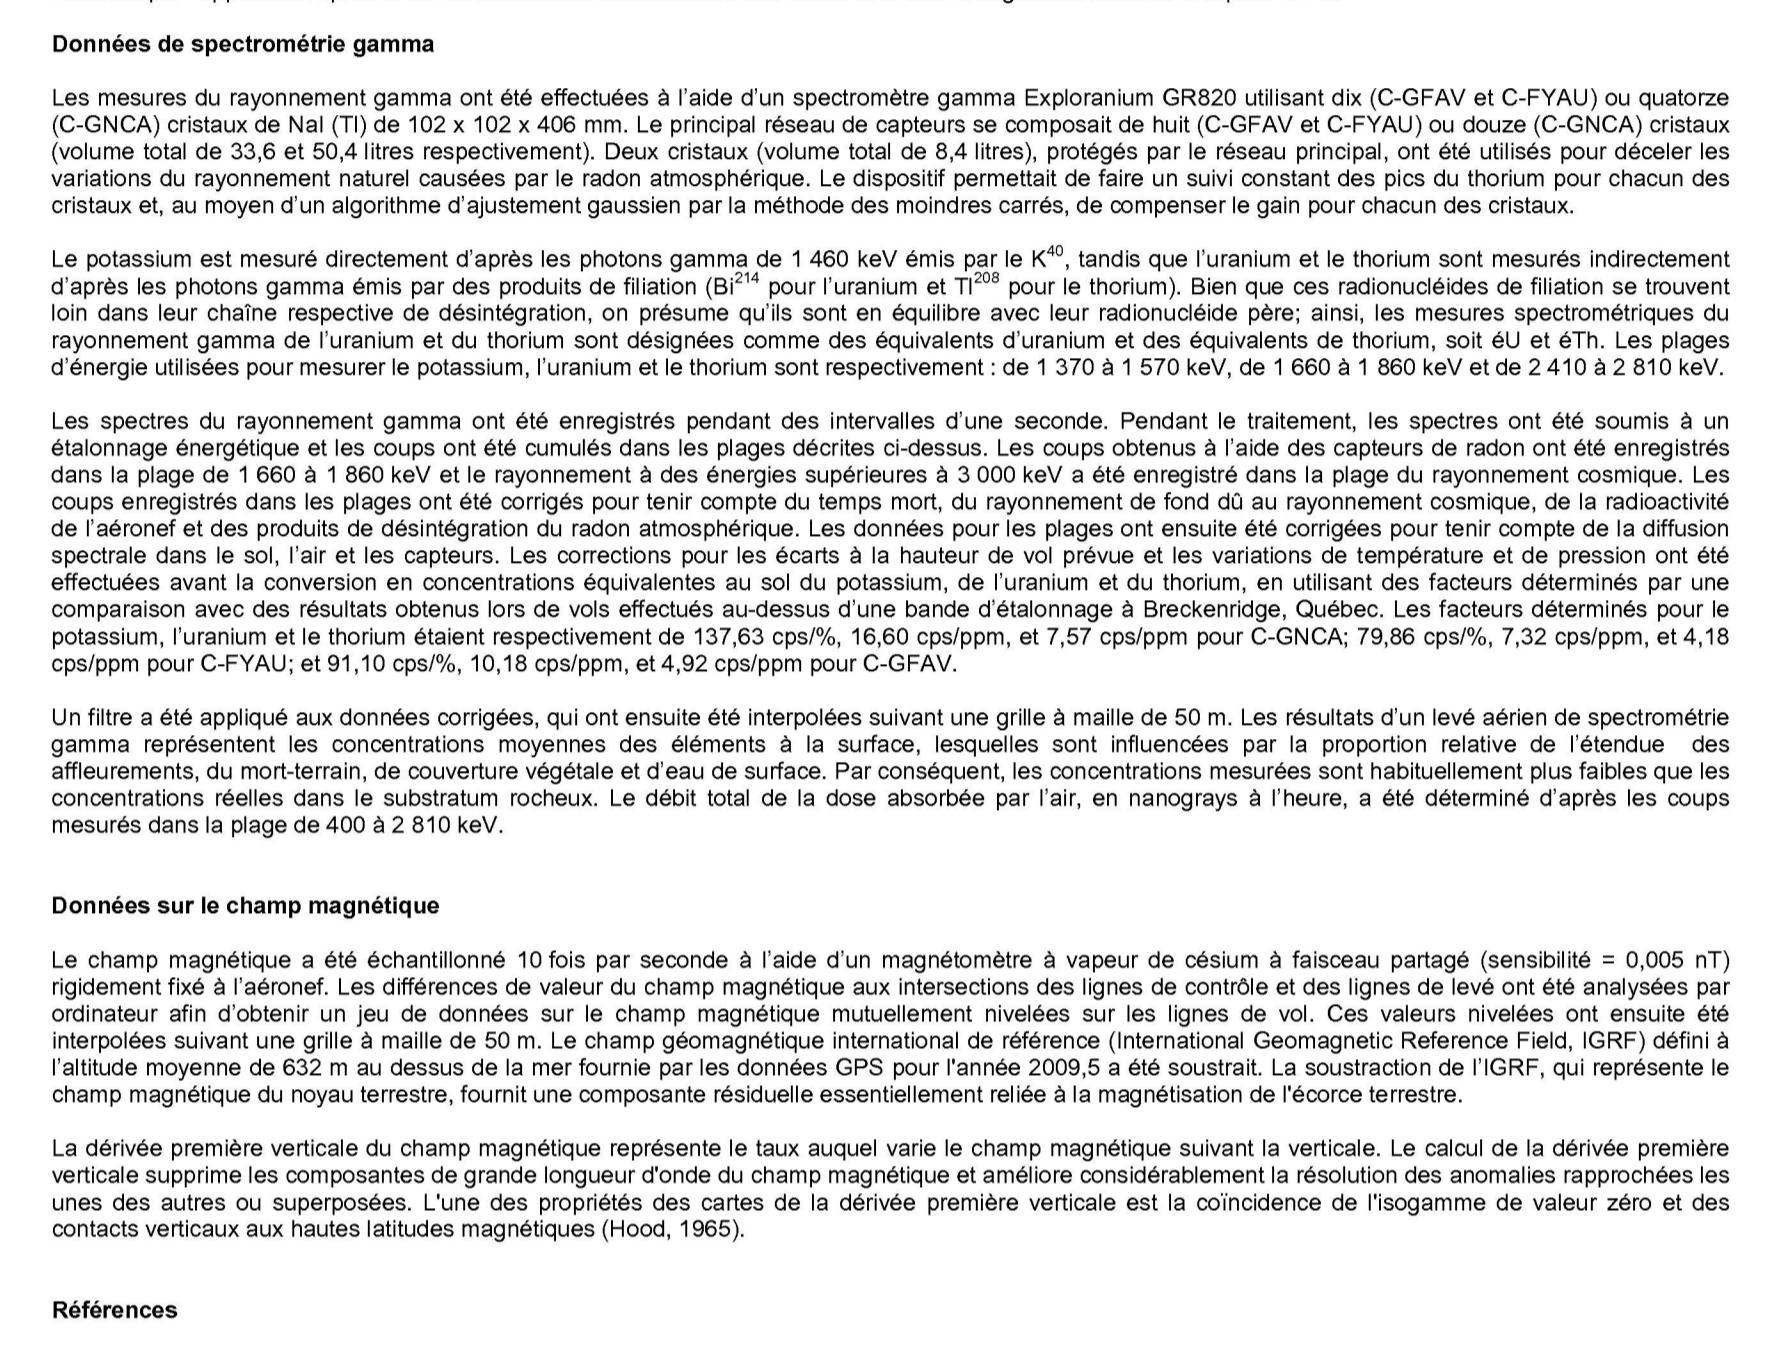 Données de spectrométrie gamma
Les mesures du rayonnement gamma ont été effectuées à l’aide d’un spectromètre gamma Exploranium GR820 utilisant dix (C-GFAV et C-FYAU) ou quatorze
(C-GNCA) cristaux de NaI (Tl) de 102 x 102 x 406 mm. Le principal réseau de capteurs se composait de huit (C-GFAV et C-FYAU) ou douze (C-GNCA) cristaux
(volume total de 33,6 et 50,4 litres respectivement). Deux cristaux (volume total de 8,4 litres), protégés par le réseau principal, ont été utilisés pour déceler les
variations du rayonnement naturel causées par le radon atmosphérique. Le dispositif permettait de faire un suivi constant des pics du thorium pour chacun des
cristaux et, au moyen d’un algorithme d’ajustement gaussien par la méthode des moindres carrés, de compenser le gain pour chacun des cristaux.
Le potassium est mesuré directement d’après les photons gamma de 1 460 keV émis par le K⁴⁰, tandis que l’uranium et le thorium sont mesurés indirectement
d’après les photons gamma émis par des produits de filiation (Bi²¹⁴ pour l’uranium et Tl²⁰⁸ pour le thorium). Bien que ces radionucléides de filiation se trouvent
loin dans leur chaîne respective de désintégration, on présume qu’ils sont en équilibre avec leur radionucléide père; ainsi, les mesures spectrométriques du
rayonnement gamma de l’uranium et du thorium sont désignées comme des équivalents d’uranium et des équivalents de thorium, soit éU et éTh. Les plages
d’énergie utilisées pour mesurer le potassium, l’uranium et le thorium sont respectivement : de 1 370 à 1 570 keV, de 1 660 à 1 860 keV et de 2 410 à 2 810 keV.
Les spectres du rayonnement gamma ont été enregistrés pendant des intervalles d’une seconde. Pendant le traitement, les spectres ont été soumis à un
étalonnage énergétique et les coups ont été cumulés dans les plages décrites ci-dessus. Les coups obtenus à l’aide des capteurs de radon ont été enregistrés
dans la plage de 1 660 à 1 860 keV et le rayonnement à des énergies supérieures à 3 000 keV a été enregistré dans la plage du rayonnement cosmique. Les
coups enregistrés dans les plages ont été corrigés pour tenir compte du temps mort, du rayonnement de fond dû au rayonnement cosmique, de la radioactivité
de l’aéronef et des produits de désintégration du radon atmosphérique. Les données pour les plages ont ensuite été corrigées pour tenir compte de la diffusion
spectrale dans le sol, l’air et les capteurs. Les corrections pour les écarts à la hauteur de vol prévue et les variations de température et de pression ont été
effectuées avant la conversion en concentrations équivalentes au sol du potassium, de l’uranium et du thorium, en utilisant des facteurs déterminés par une
comparaison avec des résultats obtenus lors de vols effectués au-dessus d’une bande d’étalonnage à Breckenridge, Québec. Les facteurs déterminés pour le
potassium, l’uranium et le thorium étaient respectivement de 137,63 cps/%, 16,60 cps/ppm, et 7,57 cps/ppm pour C-GNCA; 79,86 cps/%, 7,32 cps/ppm, et 4,18
cps/ppm pour C-FYAU; et 91,10 cps/%, 10,18 cps/ppm, et 4,92 cps/ppm pour C-GFAV.
Un filtre a été appliqué aux données corrigées, qui ont ensuite été interpolées suivant une grille à maille de 50 m. Les résultats d’un levé aérien de spectrométrie
gamma représentent les concentrations moyennes des éléments à la surface, lesquelles sont influencées par la proportion relative de l’étendue des
affleurements, du mort-terrain, de couverture végétale et d’eau de surface. Par conséquent, les concentrations mesurées sont habituellement plus faibles que les
concentrations réelles dans le substratum rocheux. Le débit total de la dose absorbée par l’air, en nanograys à l’heure, a été déterminé d’après les coups
mesurés dans la plage de 400 à 2 810 keV.
Données sur le champ magnétique
Le champ magnétique a été échantillonné 10 fois par seconde à l’aide d’un magnétomètre à vapeur de césium à faisceau partagé (sensibilité = 0,005 nT)
rigidement fixé à l’aéronef. Les différences de valeur du champ magnétique aux intersections des lignes de contrôle et des lignes de levé ont été analysées par
ordinateur afin d’obtenir un jeu de données sur le champ magnétique mutuellement nivelées sur les lignes de vol. Ces valeurs nivelées ont ensuite été
interpolées suivant une grille à maille de 50 m. Le champ géomagnétique international de référence (International Geomagnetic Reference Field, IGRF) défini à
l’altitude moyenne de 632 m au dessus de la mer fournie par les données GPS pour l'année 2009,5 a été soustrait. La soustraction de l’IGRF, qui représente le
champ magnétique du noyau terrestre, fournit une composante résiduelle essentiellement reliée à la magnétisation de l'écorce terrestre.
La dérivée première verticale du champ magnétique représente le taux auquel varie le champ magnétique suivant la verticale. Le calcul de la dérivée première
verticale supprime les composantes de grande longueur d'onde du champ magnétique et améliore considérablement la résolution des anomalies rapprochées les
unes des autres ou superposées. L'une des propriétés des cartes de la dérivée première verticale est la coïncidence de l'isogamme de valeur zéro et des
contacts verticaux aux hautes latitudes magnétiques (Hood, 1965).
Références